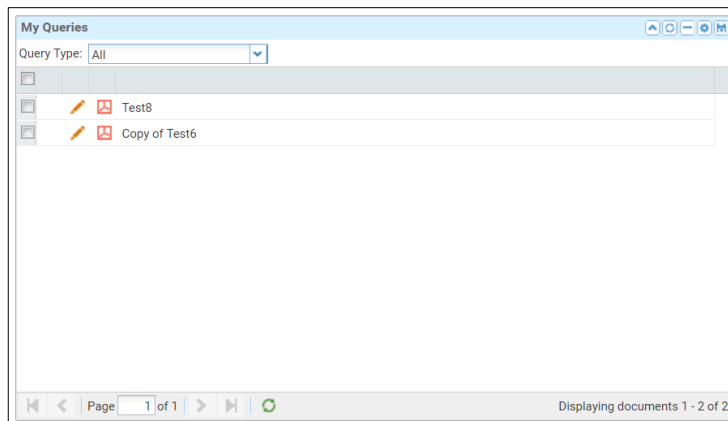 My Queries
Query Type: All
Test8
Copy of Test6
Page 1 of 1 Displaying documents 1 - 2 of 2